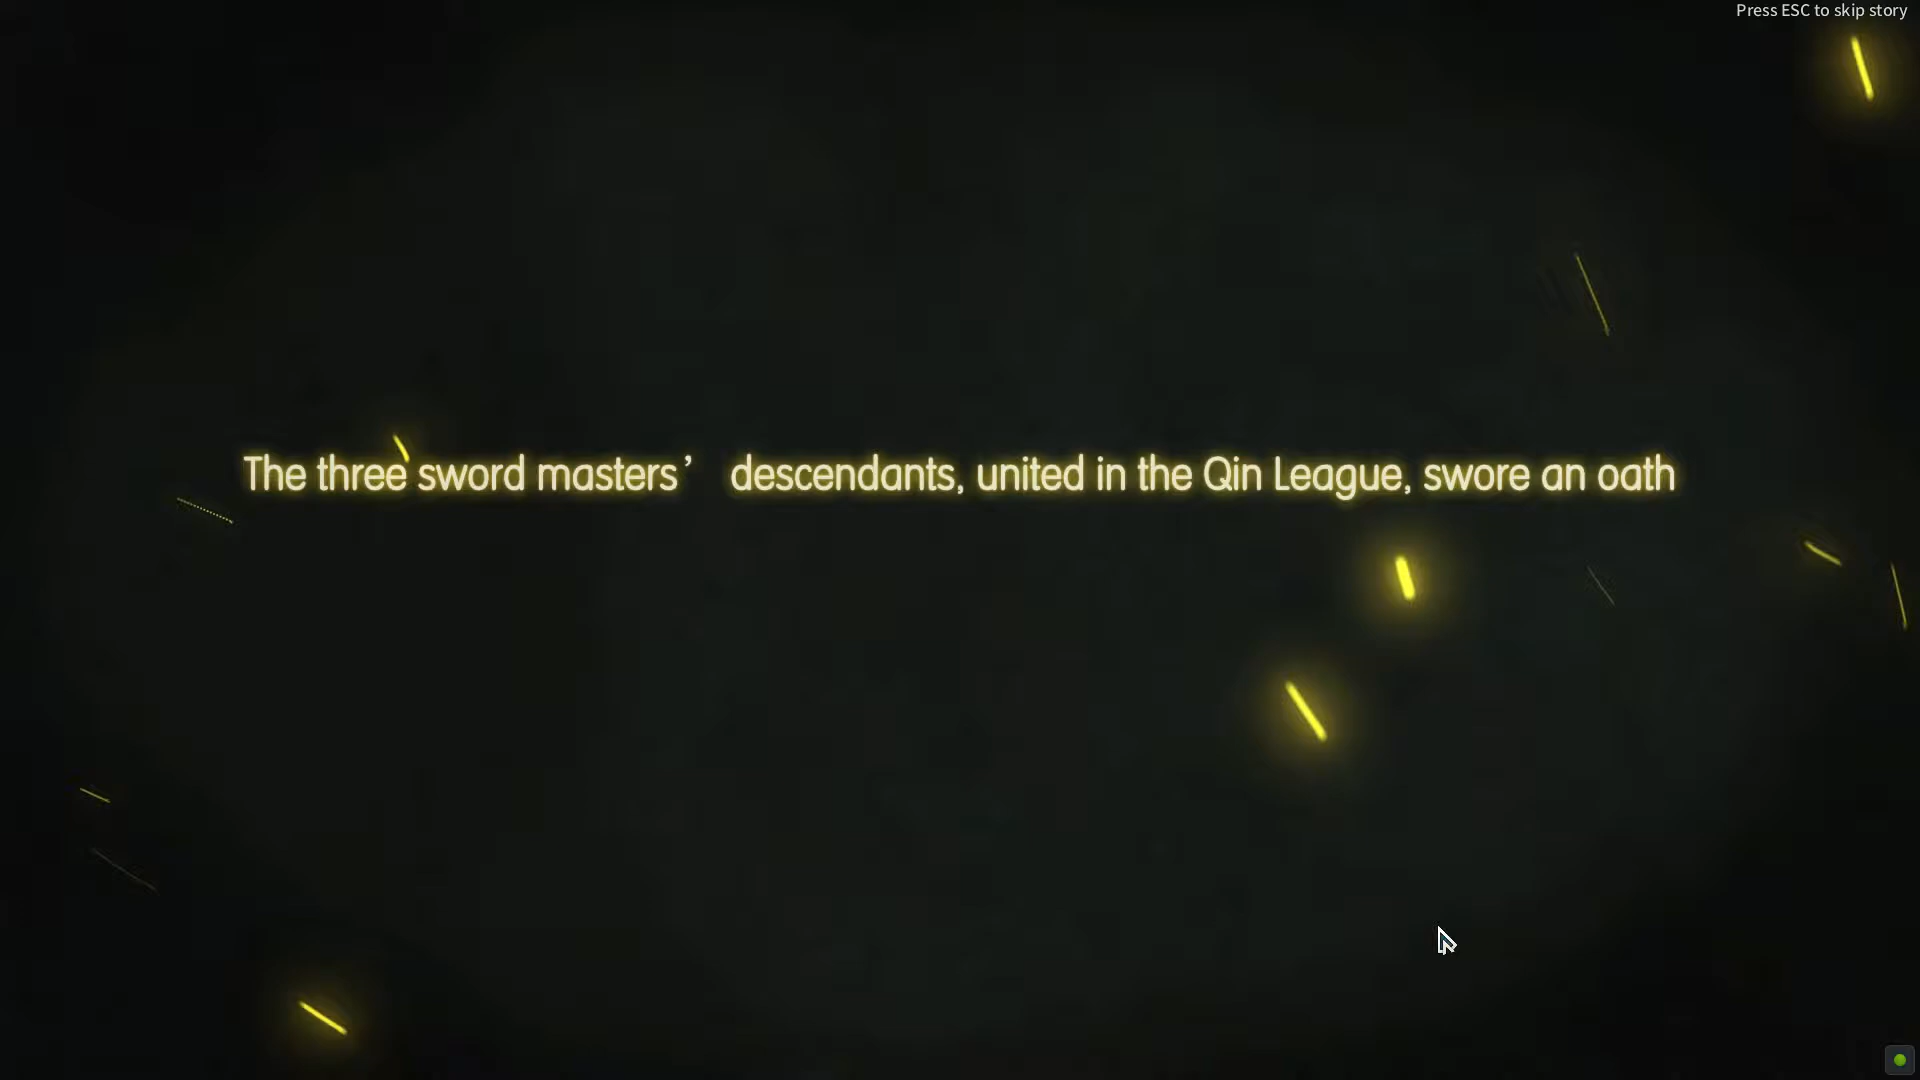 Press ESC to skip story
The three sword masters’ descendants, united in the Qin League, swore an oath